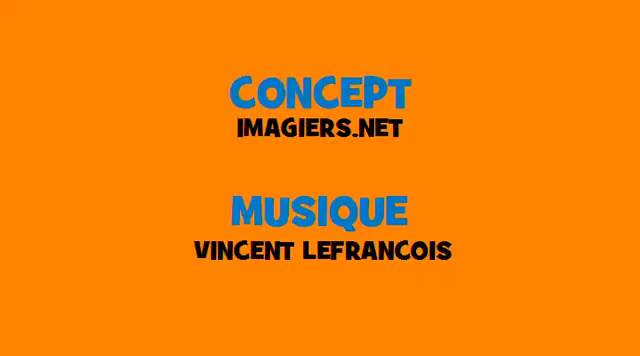 CONCEPT
IMAGIERS.NET
MUSIQUE
VINCENT LEFRANCOIS